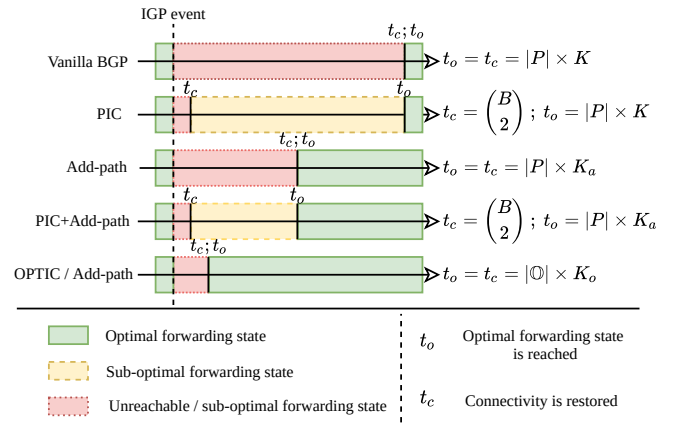 IGP event
t_c; t_o
Vanilla BGP
t_o = t_c = |P| × K
t_c
t_o
PIC
t_c = (B 2) ; t_o = |P| × K
t_c; t_o
Add-path
t_o = t_c = |P| × K_a
t_c
t_o
PIC+Add-path
t_c = (B 2) ; t_o = |P| × K_a
t_c; t_o
OPTIC / Add-path
t_o = t_c = |𝕆| × K_o
Optimal forwarding state
Sub-optimal forwarding state
Unreachable / sub-optimal forwarding state
t_o
Optimal forwarding state
is reached
t_c
Connectivity is restored